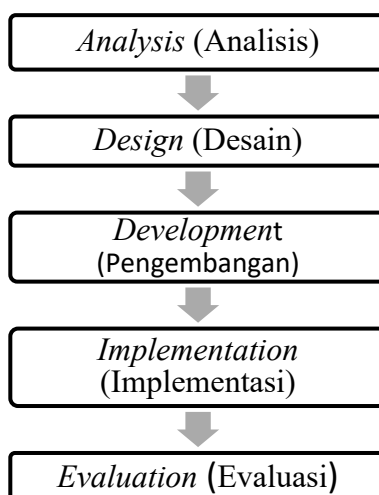 Analysis (Analisis)
Design (Desain)
Development
(Pengembangan)
Implementation
(Implementasi)
Evaluation (Evaluasi)